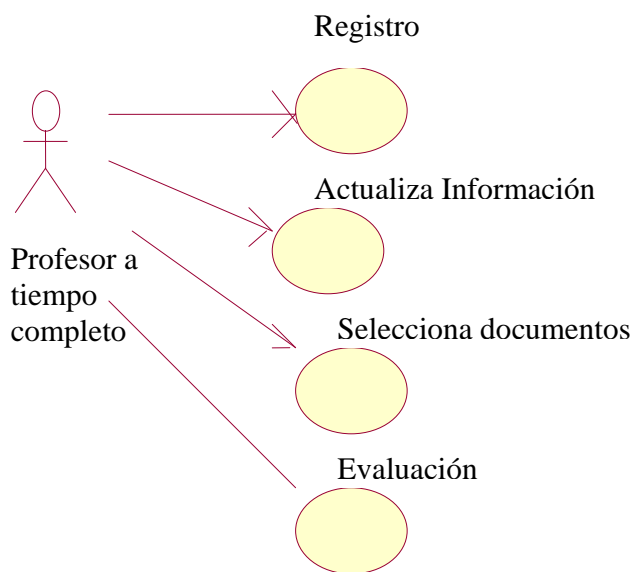 Registro
Actualiza Información
Profesor a
tiempo
completo
Selecciona documentos
Evaluación